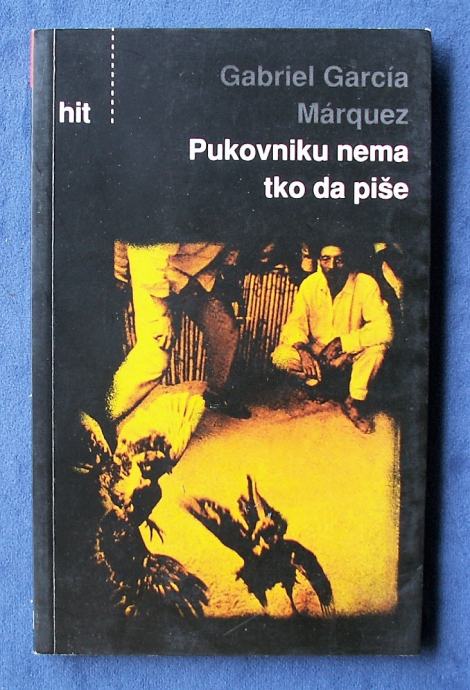 Gabriel García
Márquez
hit
Pukovniku nema
tko da piše